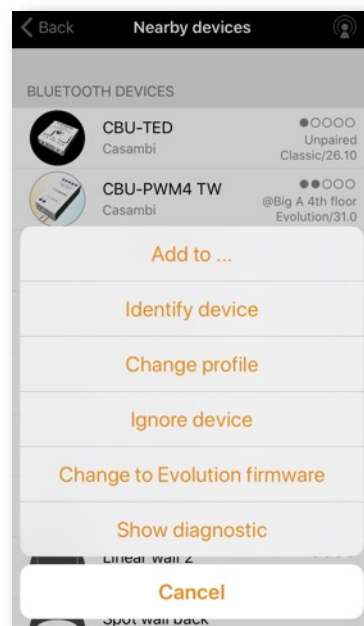 Back
Nearby devices
BLUETOOTH DEVICES
CBU-TED
Casambi
Unpaired
Classic/26.10
CBU-PWM4 TW
Casambi
@Big A 4th floor
Evolution/31.0
Add to ...
Identify device
Change profile
Ignore device
Change to Evolution firmware
Show diagnostic
Linear wall 2
Cancel
Spot wall back